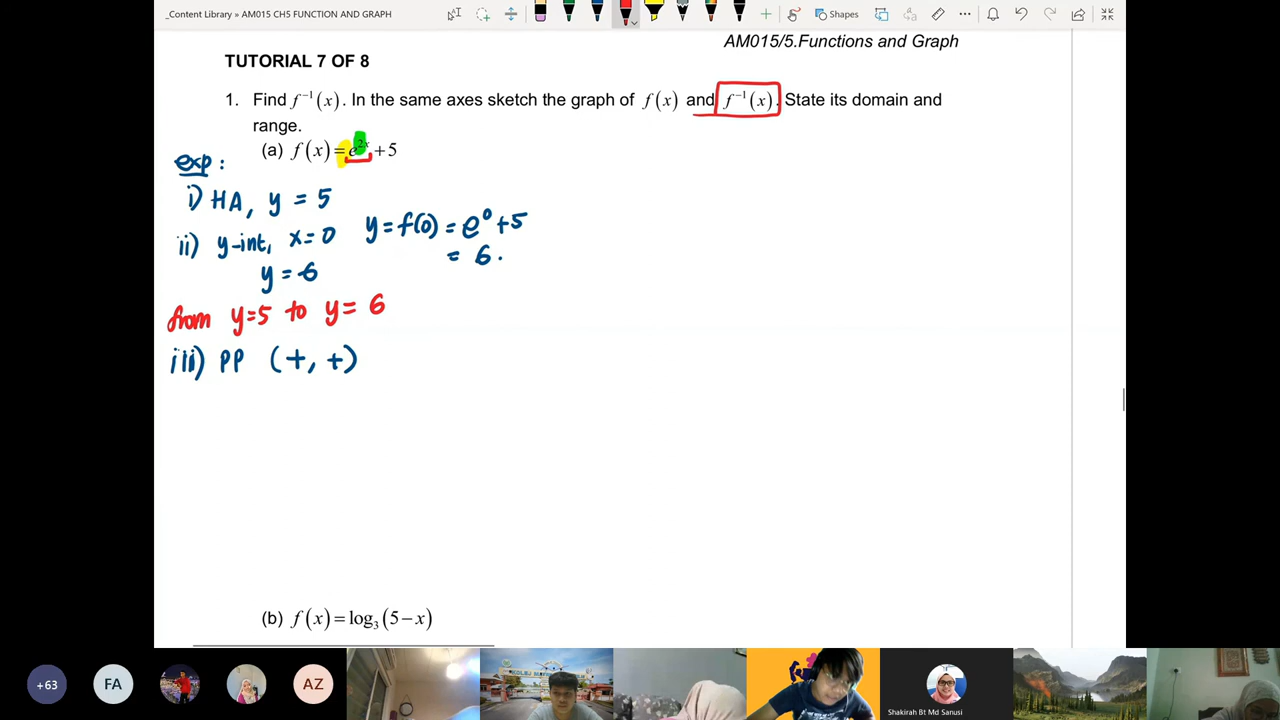 _Content Library » AM015 CH5 FUNCTION AND GRAPH
Shapes
AM015/5.Functions and Graph
TUTORIAL 7 OF 8
1. Find f⁻¹(x). In the same axes sketch the graph of f(x) and f⁻¹(x). State its domain and
range.
(a) f(x) = e²ˣ + 5
exp :
i) HA, y = 5
ii) y-int, x = 0 y = f(0) = e⁰ + 5
y = 6 = 6 .
from y=5 to y = 6
iii) PP (+, +)
(b) f(x) = log₃(5 − x)
+63
FA
AZ
Shakirah Bt Md Sanusi